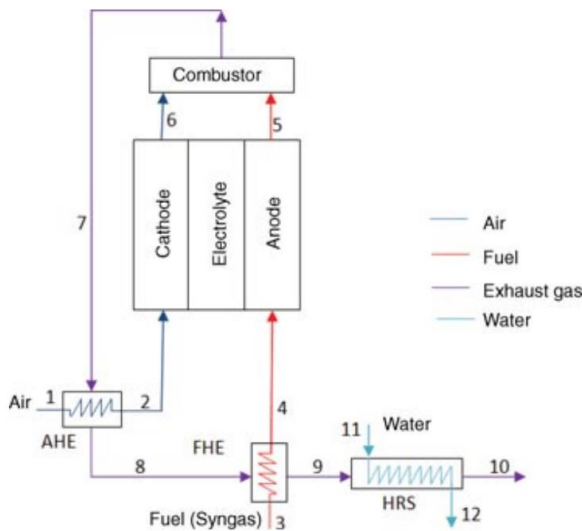 Combustor
6
5
7
Cathode
Electrolyte
Anode
Air
Fuel
Exhaust gas
Water
Air
1
2
4
AHE
8
FHE
9
11
Water
10
HRS
12
Fuel (Syngas)
3